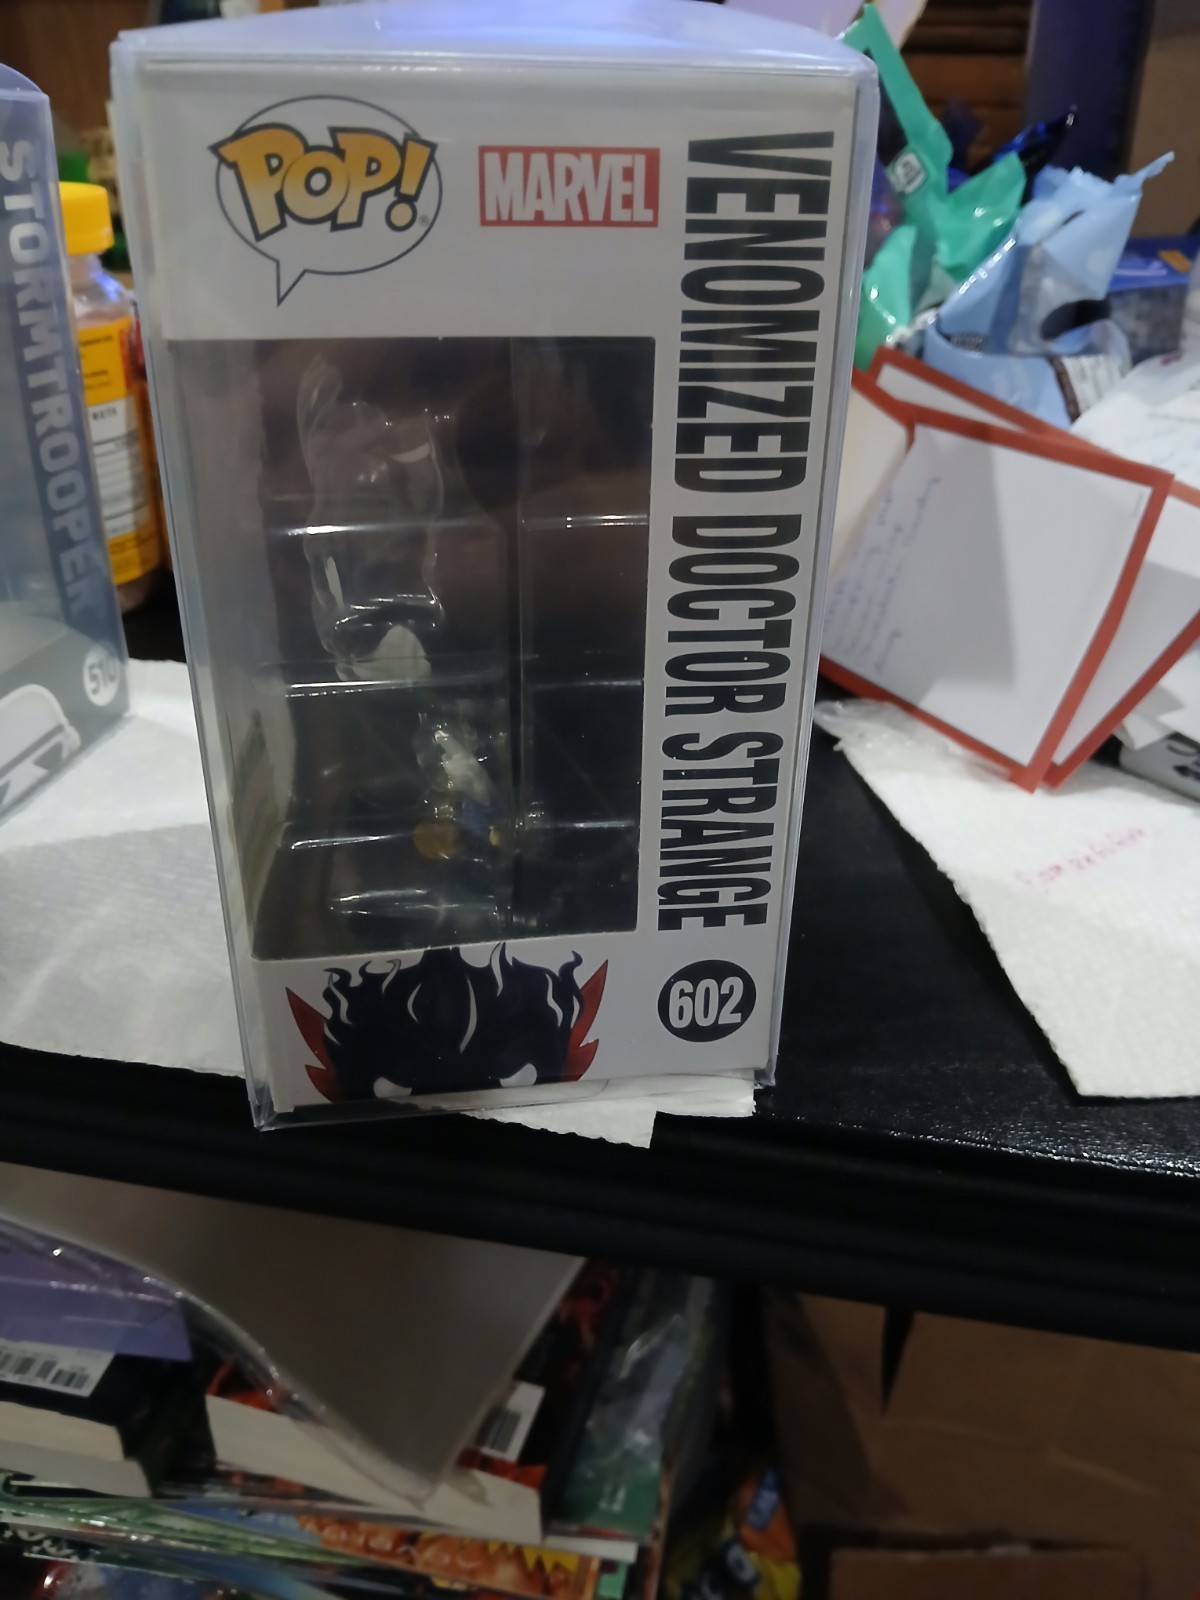 POP!
MARVEL
VENOMIZED DOCTOR STRANGE
602
STORMTROOPER
510